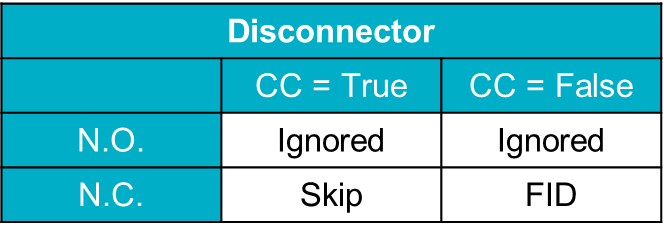 Disconnector
CC = True CC = False
N.O. Ignored Ignored
N.C. Skip FID